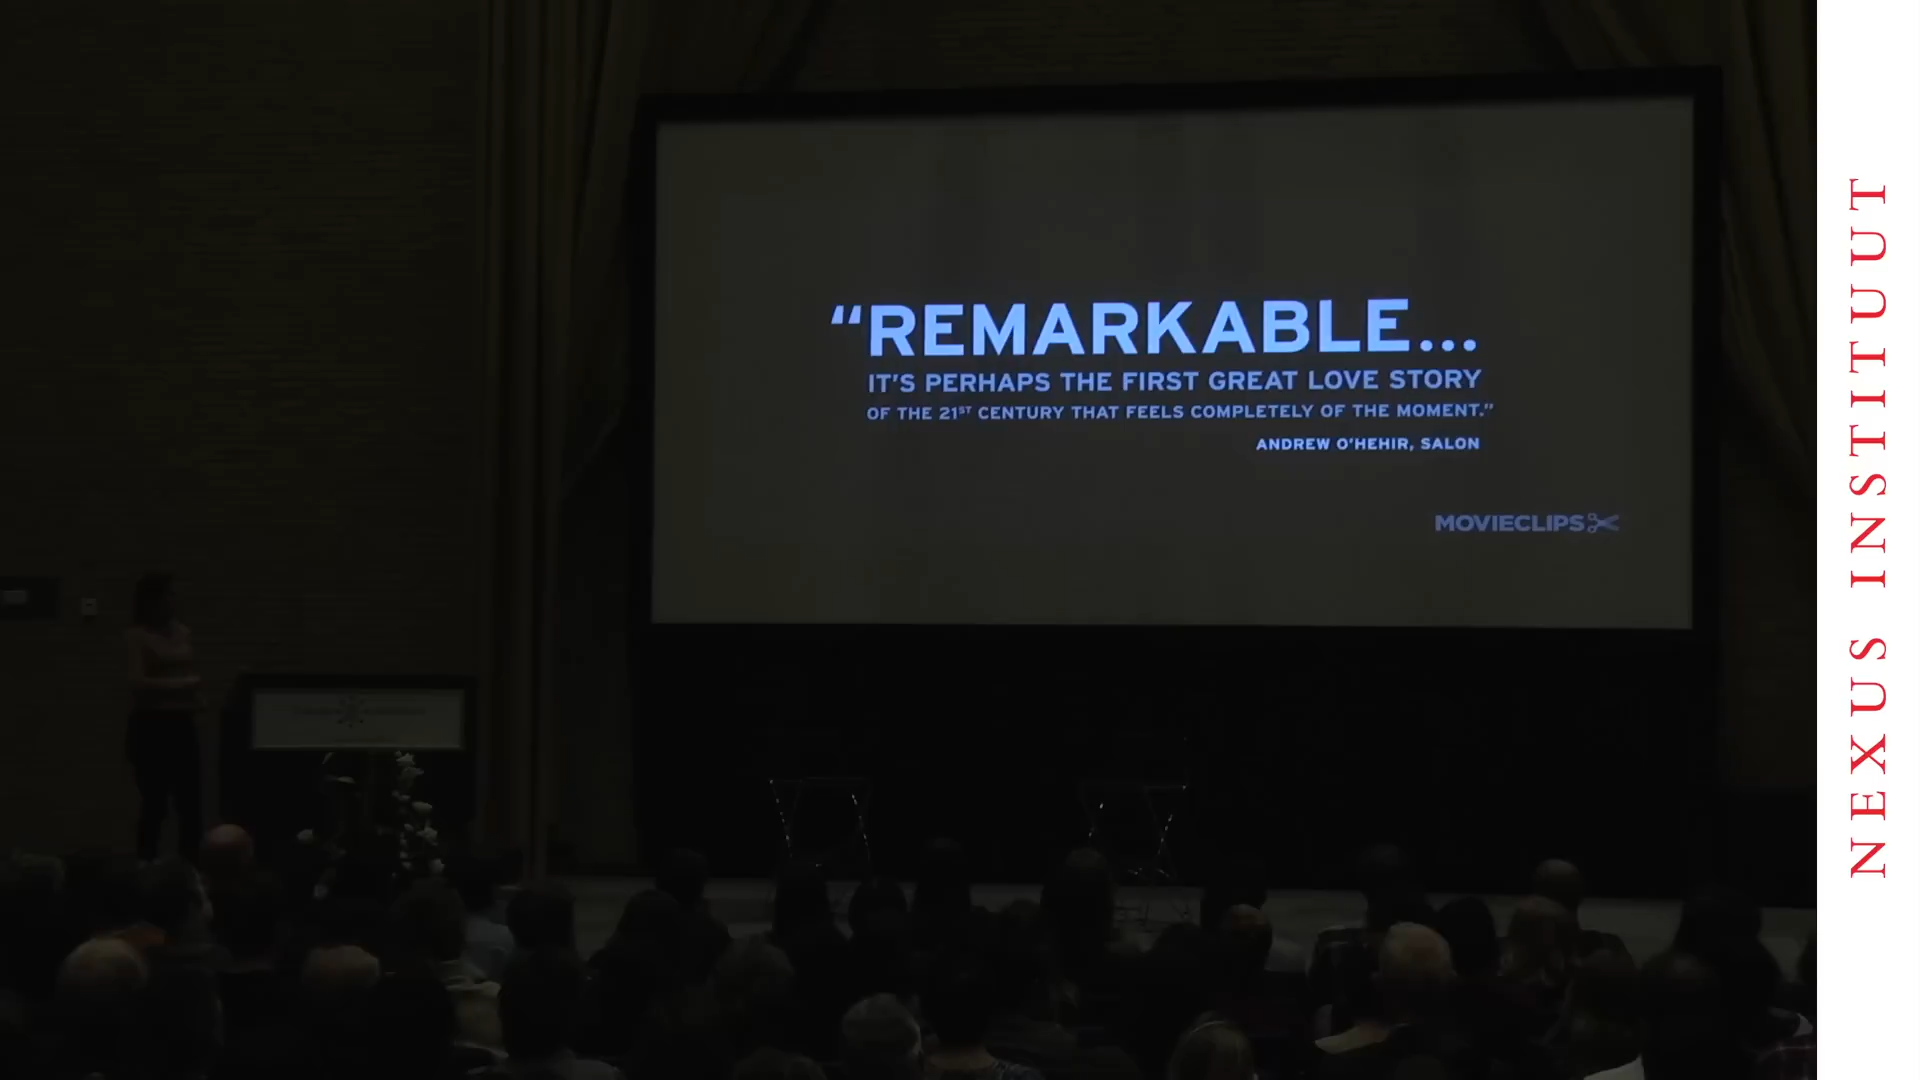 “REMARKABLE...
IT’S PERHAPS THE FIRST GREAT LOVE STORY
OF THE 21ST CENTURY THAT FEELS COMPLETELY OF THE MOMENT.”
ANDREW O’HEHIR, SALON
MOVIECLIPS
NEXUS INSTITUUT